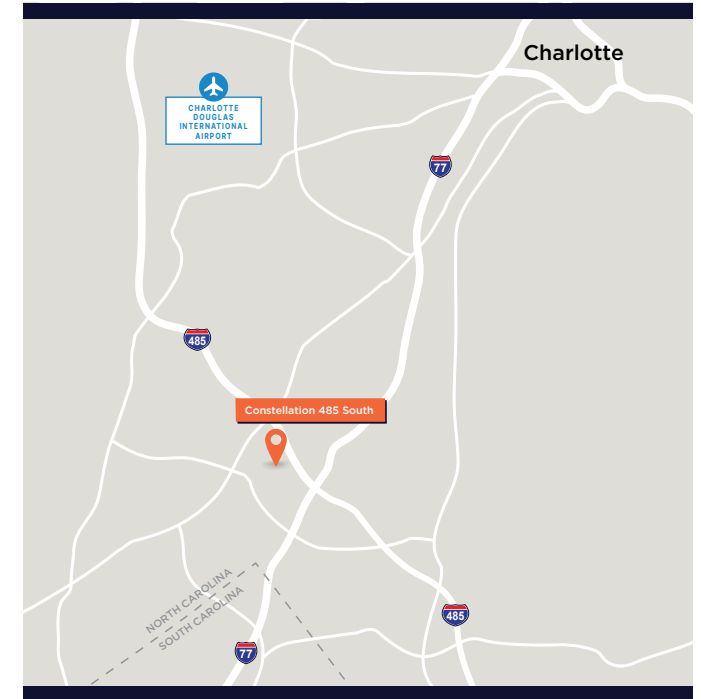 Charlotte
CHARLOTTE
DOUGLAS
INTERNATIONAL
AIRPORT
77
485
Constellation 485 South
NORTH CAROLINA
SOUTH CAROLINA
485
77